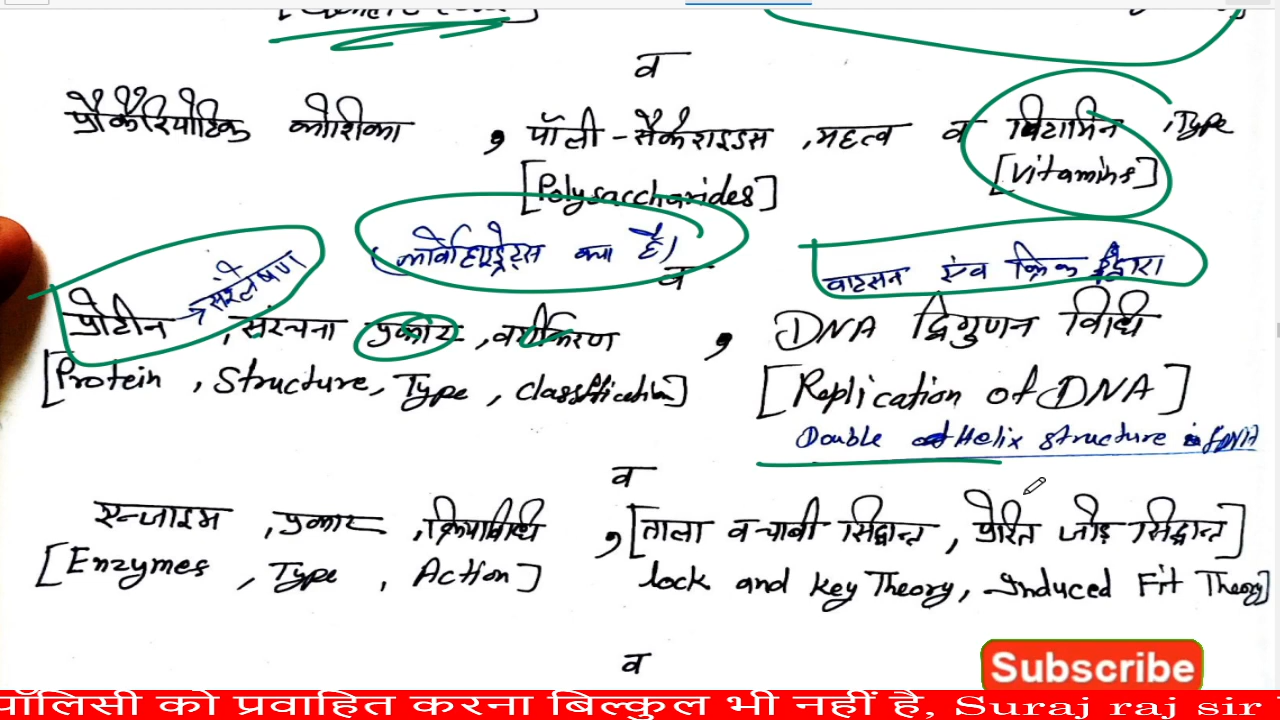 व
प्रौकैरियोटिक कोशिका , पॉली-सैकेराइडस ,महत्व व विटामिन ,Type
[Polysaccharides] [Vitamins]
(कार्बोहाइड्रेट्स क्या है)
व
संश्लेषण
वाटसन एंव क्रिक द्वारा
प्रोटीन ,संरचना प्रकार ,वर्गीकरण , DNA द्विगुणन विधि
[Protein , Structure, Type , classification] [Replication of DNA]
Double Helix structure of DNA
व
एन्जाइम ,प्रकार ,क्रियाविधि , [ताला व चाबी सिद्धान्त , प्रेरित जोड़ सिद्धान्त]
[Enzymes , Type , Action] lock and Key Theory, Induced Fit Theory]
व
Subscribe
पॉलिसी को प्रवाहित करना बिल्कुल भी नहीं है, Suraj raj sir